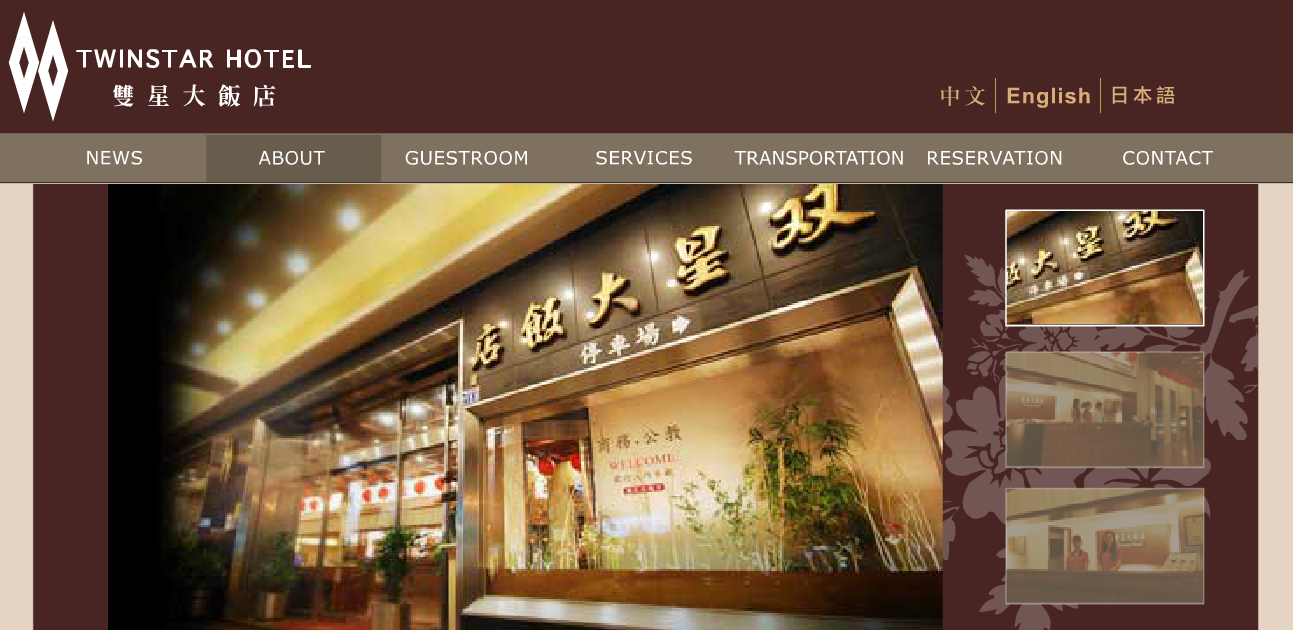 TWINSTAR HOTEL
雙星大飯店
中文 English 日本語
NEWS ABOUT GUESTROOM SERVICES TRANSPORTATION RESERVATION CONTACT
店飯大星双
停車場
商務.公教
WELCOME